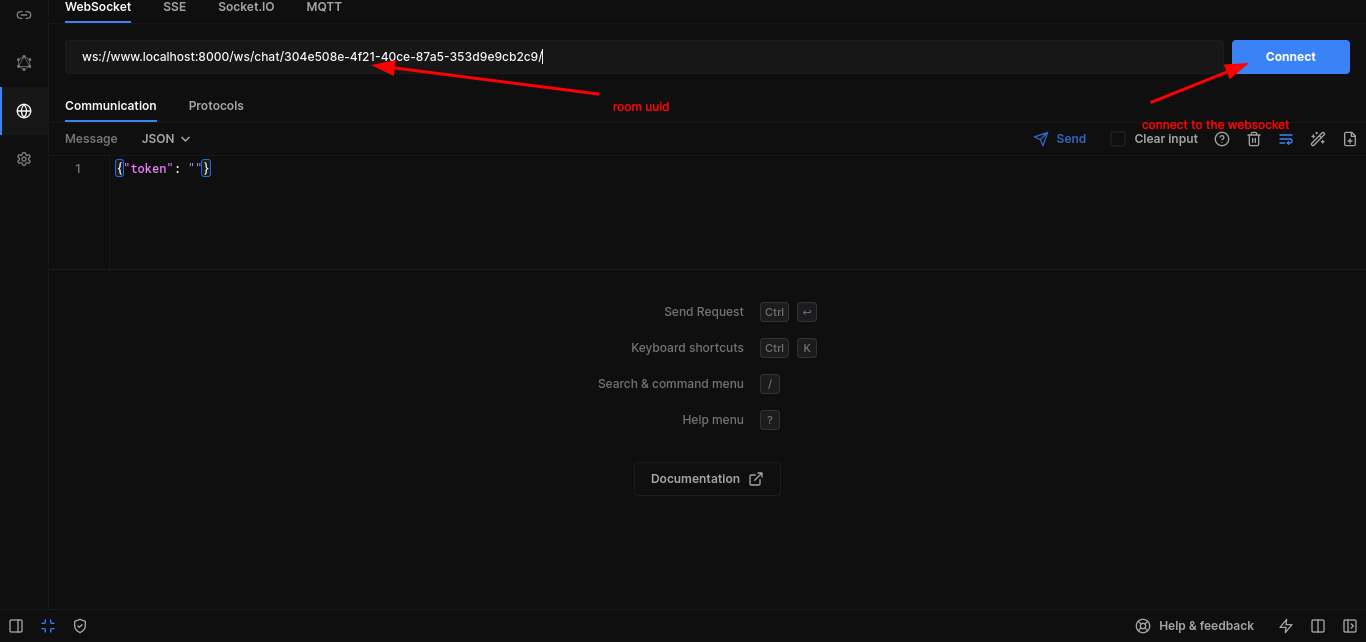 WebSocket SSE Socket.IO MQTT
ws://www.localhost:8000/ws/chat/304e508e-4f21-40ce-87a5-353d9e9cb2c9/
Connect
Communication Protocols
room uuid
connect to the websocket
Message JSON
Send Clear input
1 {"token": ""}
Send Request Ctrl ↩
Keyboard shortcuts Ctrl K
Search & command menu /
Help menu ?
Documentation
Help & feedback